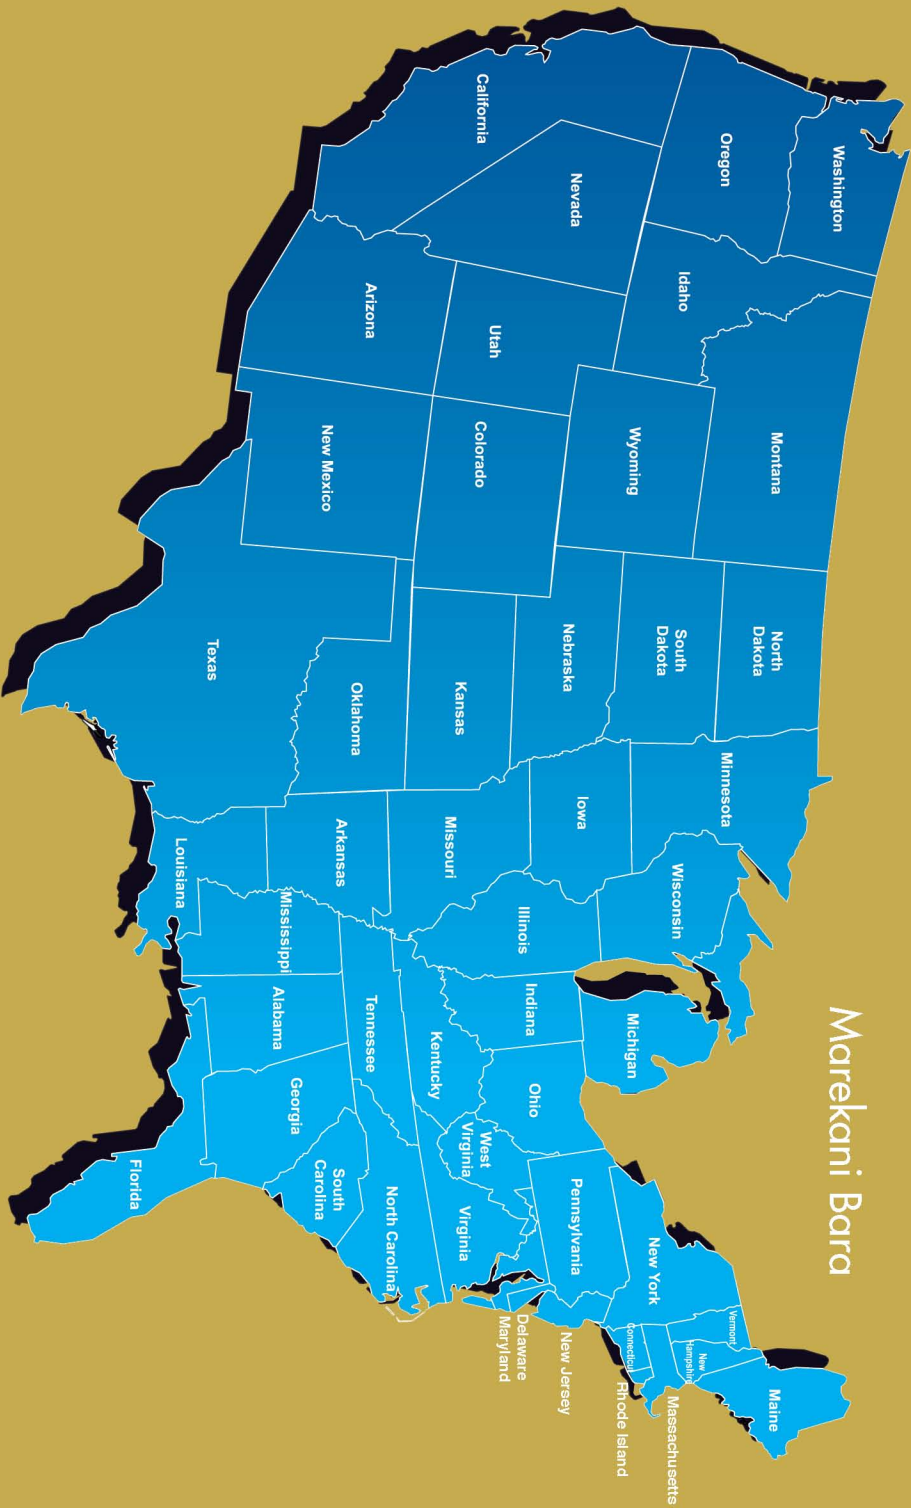 Marekani Bara
Washington
Oregon
California
Nevada
Idaho
Montana
Wyoming
Utah
Arizona
Colorado
New Mexico
North
Dakota
South
Dakota
Nebraska
Kansas
Oklahoma
Texas
Minnesota
Iowa
Missouri
Arkansas
Louisiana
Wisconsin
Illinois
Mississippi
Michigan
Indiana
Ohio
Kentucky
Tennessee
Alabama
Georgia
Florida
South
Carolina
North Carolina
Virginia
West
Virginia
Pennsylvania
New York
Vermont
New
Hampshire
Maine
Massachusetts
Rhode Island
Connecticut
New Jersey
Delaware
Maryland